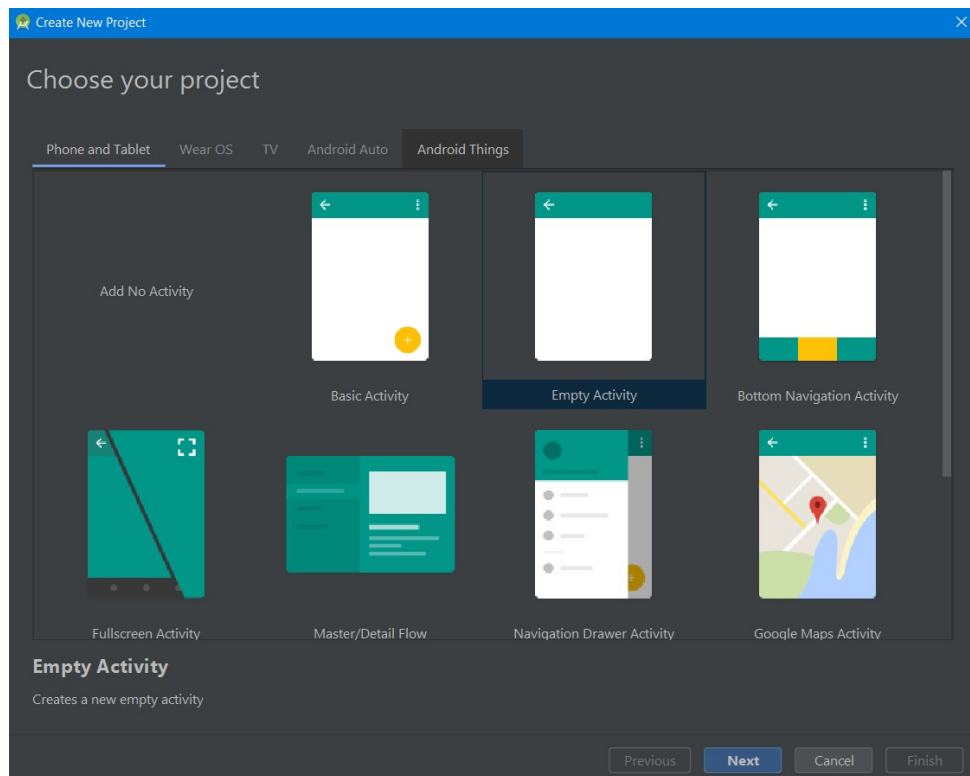 Create New Project
Choose your project
Phone and Tablet Wear OS TV Android Auto Android Things
Add No Activity
Basic Activity
Empty Activity
Bottom Navigation Activity
Fullscreen Activity
Master/Detail Flow
Navigation Drawer Activity
Google Maps Activity
Empty Activity
Creates a new empty activity
Previous Next Cancel Finish